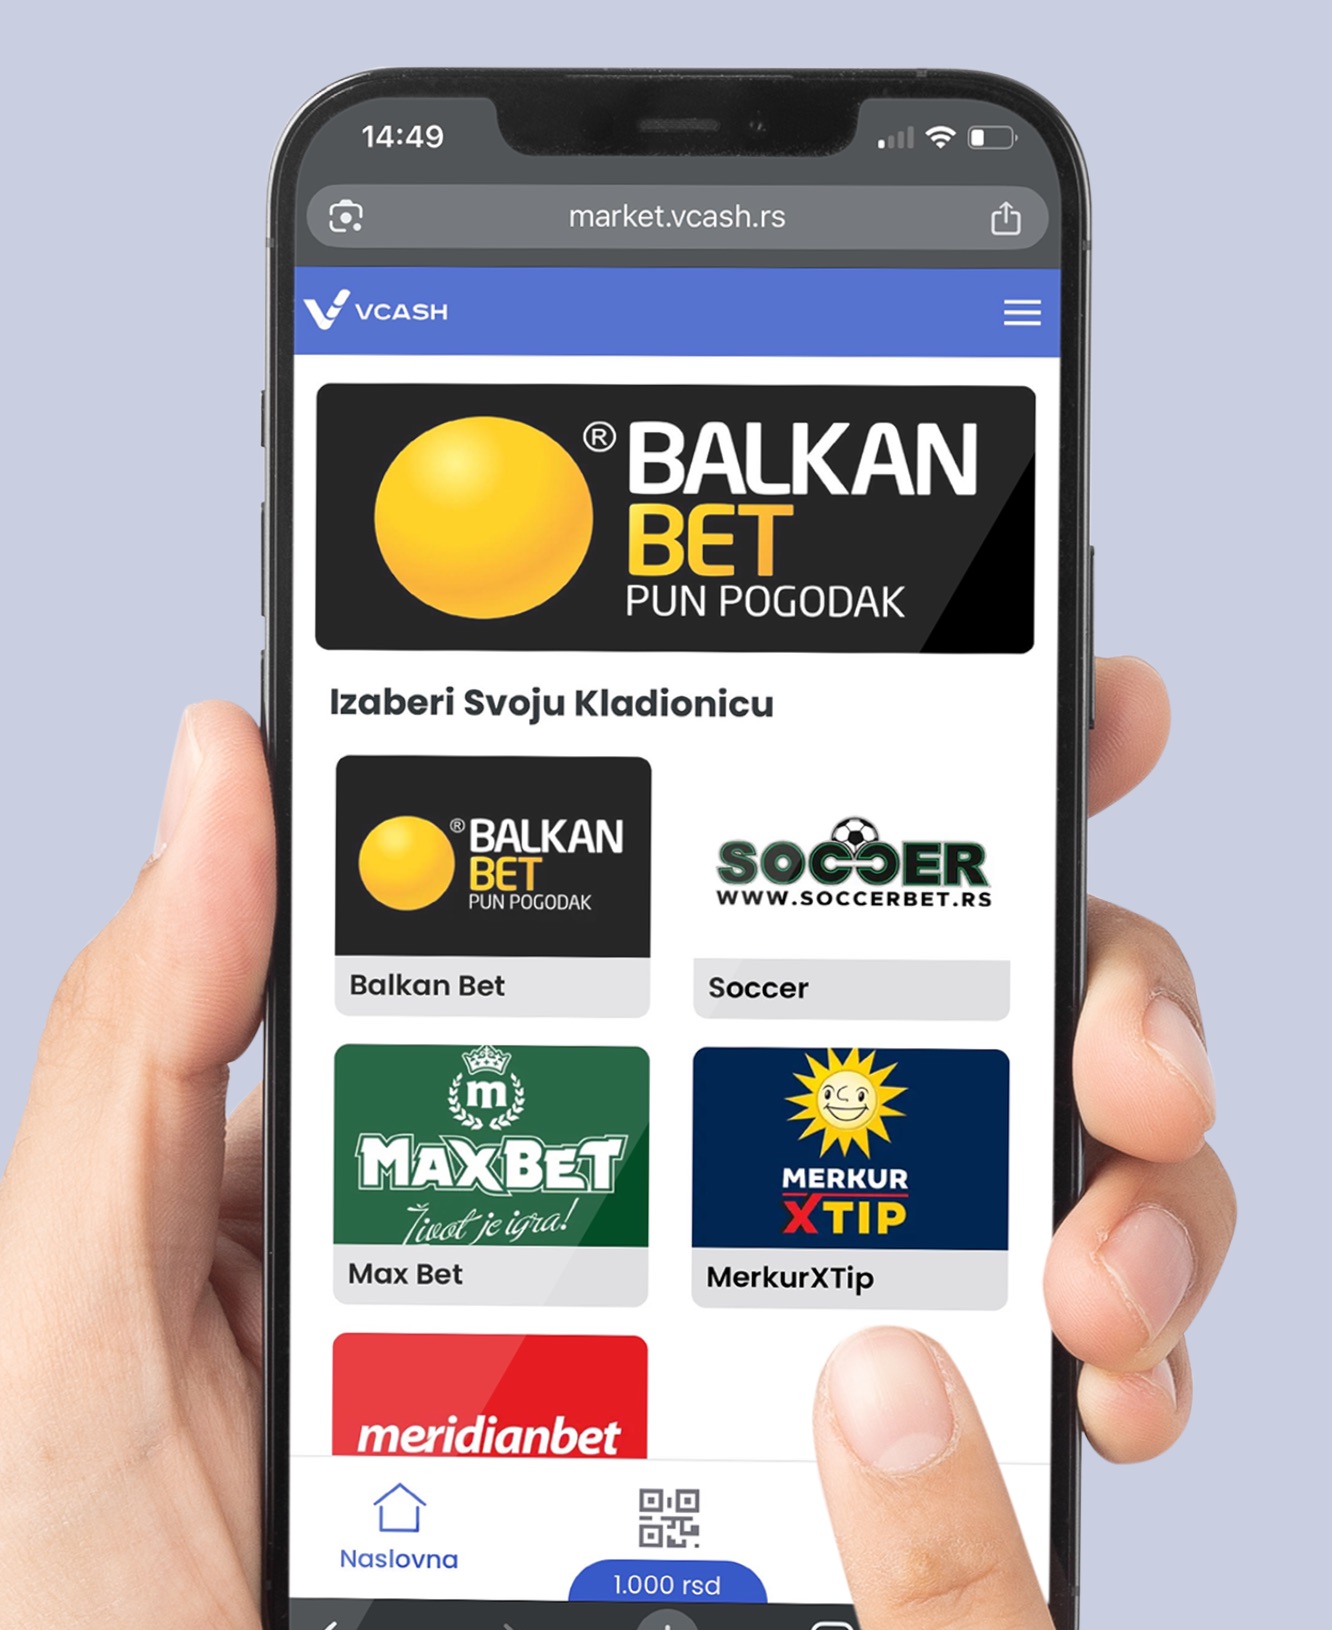 14:49
market.vcash.rs
VCASH
® BALKAN
BET
PUN POGODAK
Izaberi Svoju Kladionicu
® BALKAN
BET
PUN POGODAK
Balkan Bet
SOCCER
WWW.SOCCERBET.RS
Soccer
m
MAXBET
Život je igra!
Max Bet
MERKUR
XTIP
MerkurXTip
meridianbet
Naslovna
1.000 rsd